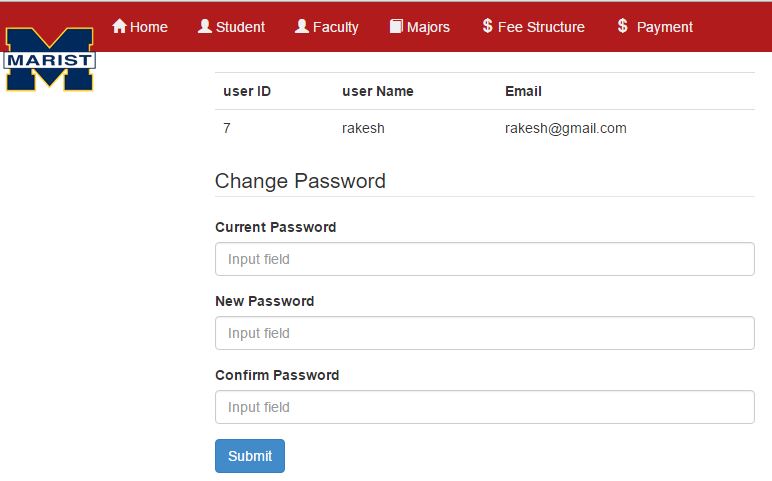 Home Student Faculty Majors $ Fee Structure $ Payment
M
MARIST
user ID user Name Email
7 rakesh rakesh@gmail.com
Change Password
Current Password
Input field
New Password
Input field
Confirm Password
Input field
Submit